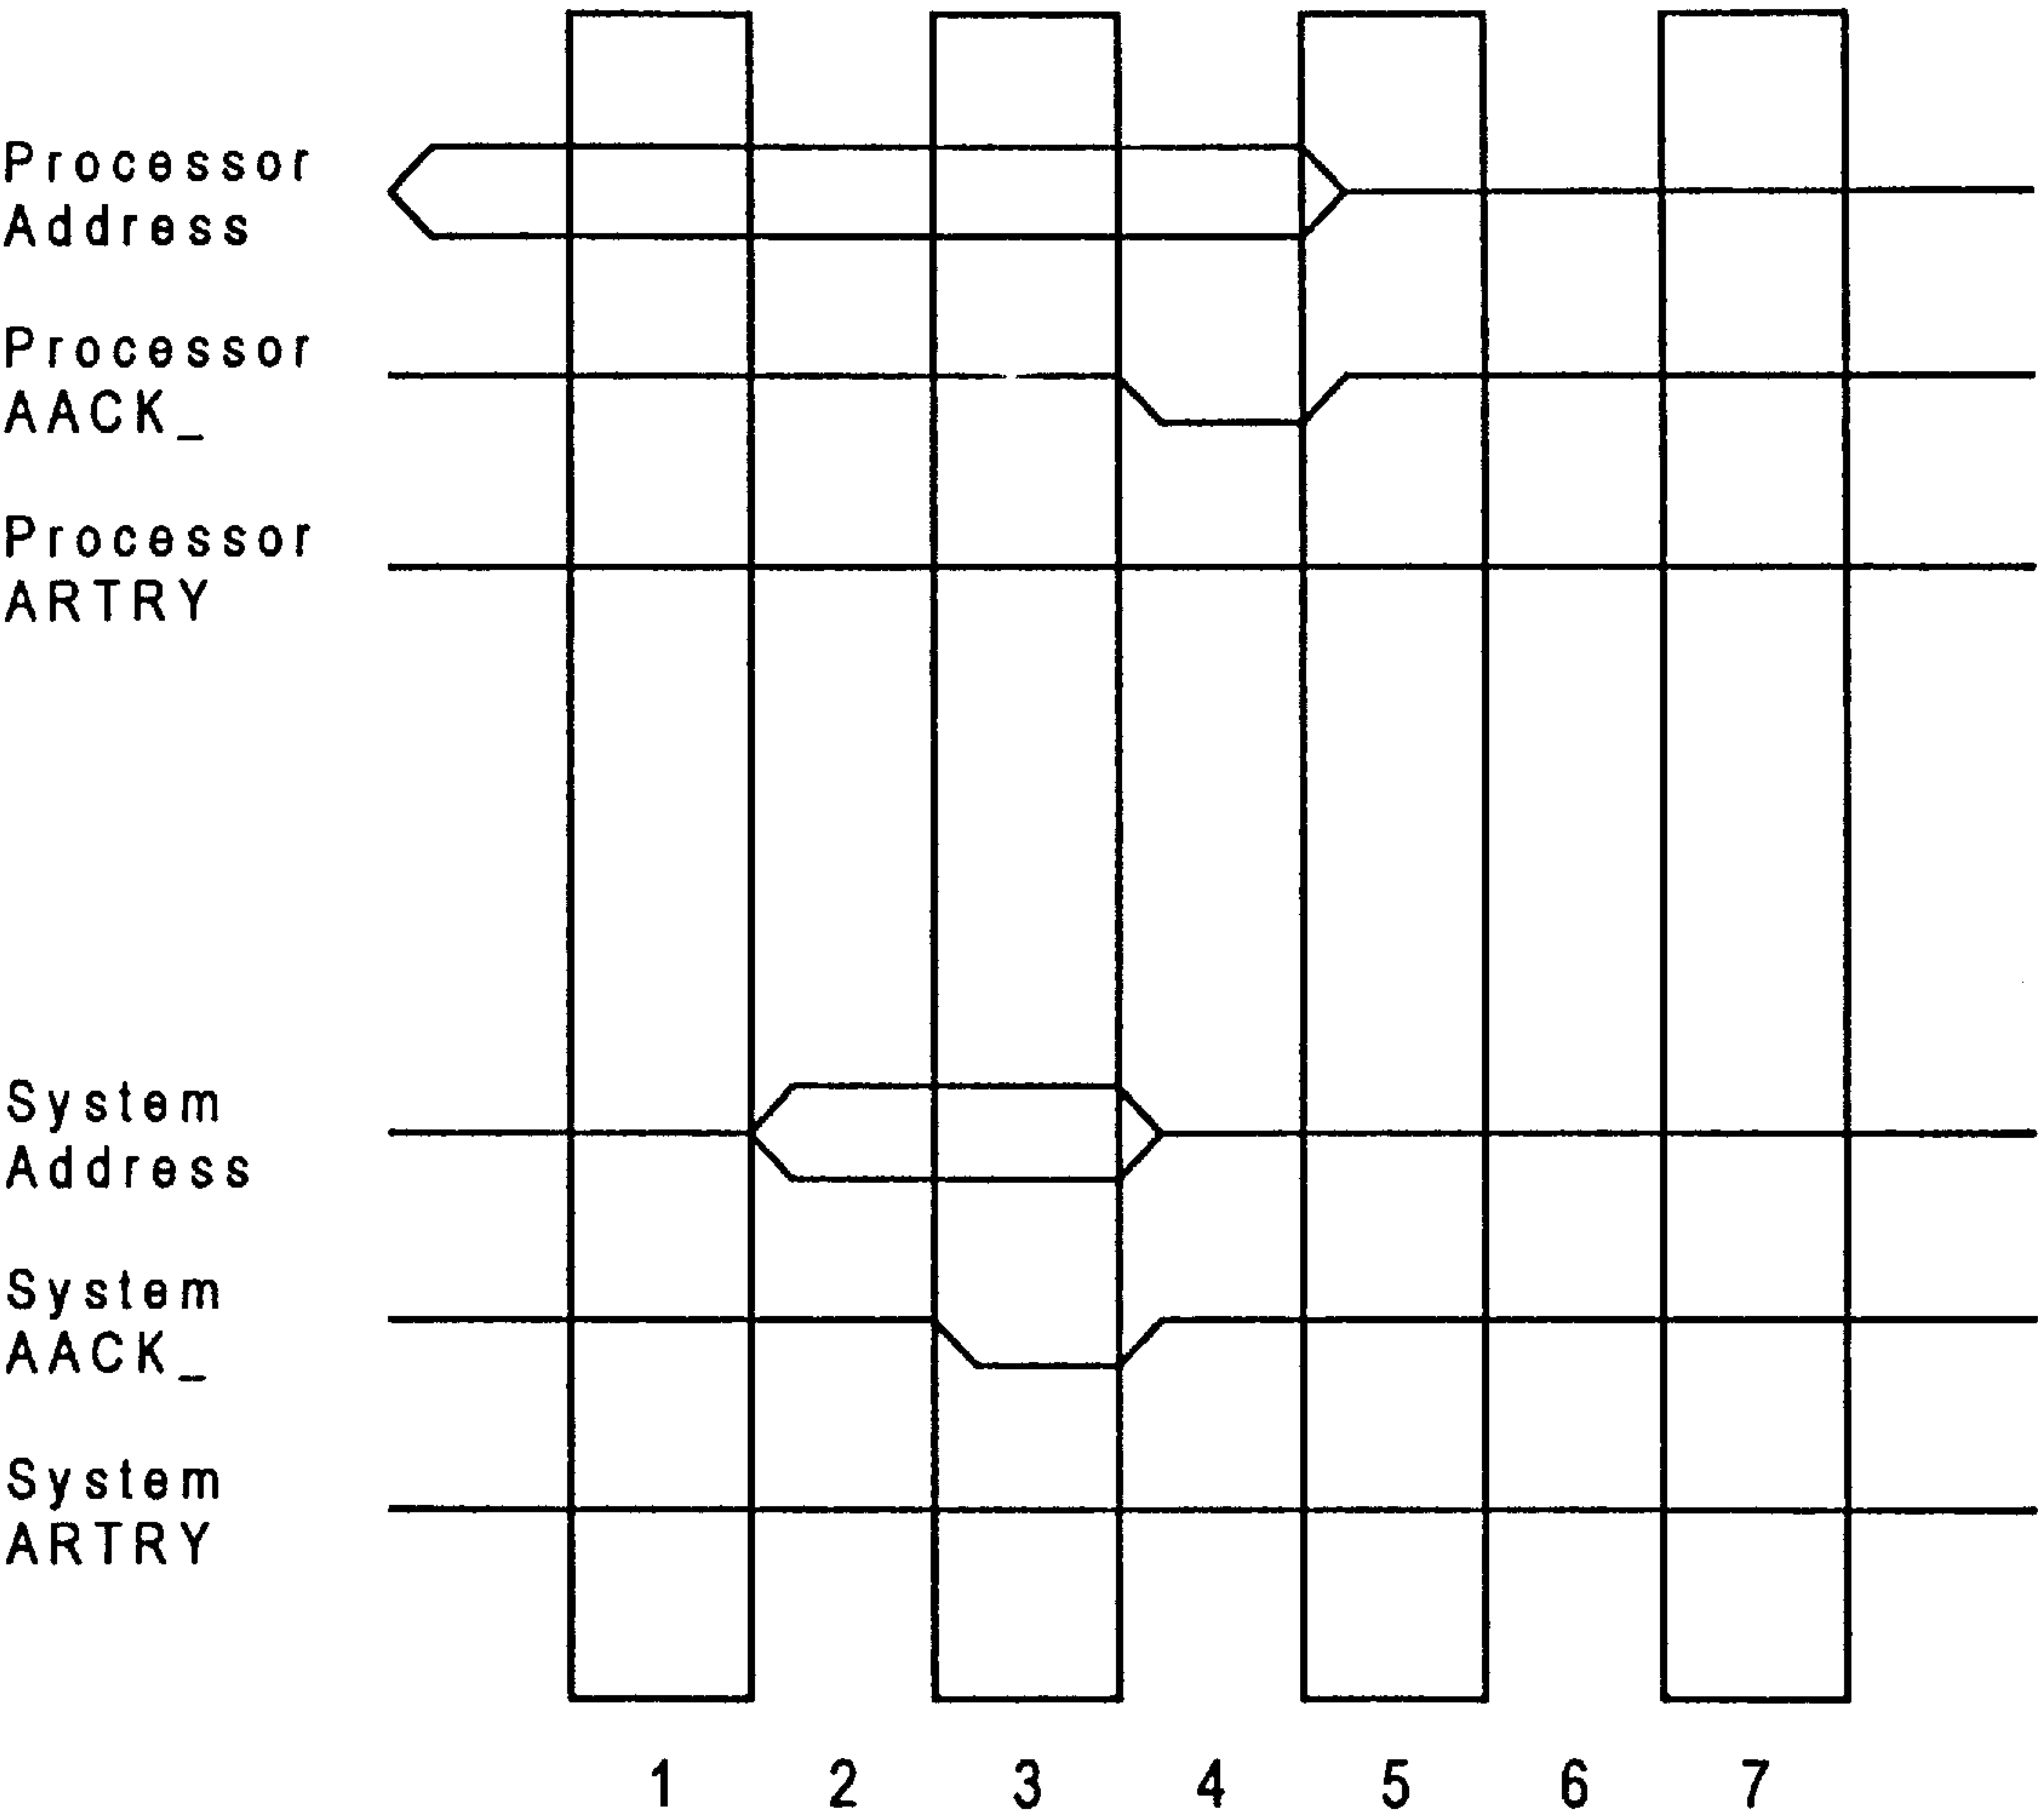 Processor
Address
Processor
AACK_
Processor
ARTRY
System
Address
System
AACK_
System
ARTRY
1 2 3 4 5 6 7